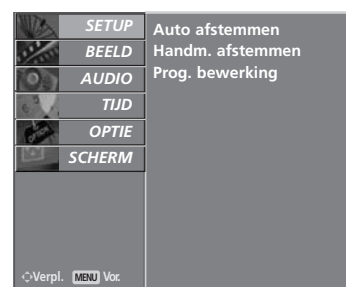 SETUP
BEELD
AUDIO
TIJD
OPTIE
SCHERM
Auto afstemmen
Handm. afstemmen
Prog. bewerking
Verpl. MENU Vor.